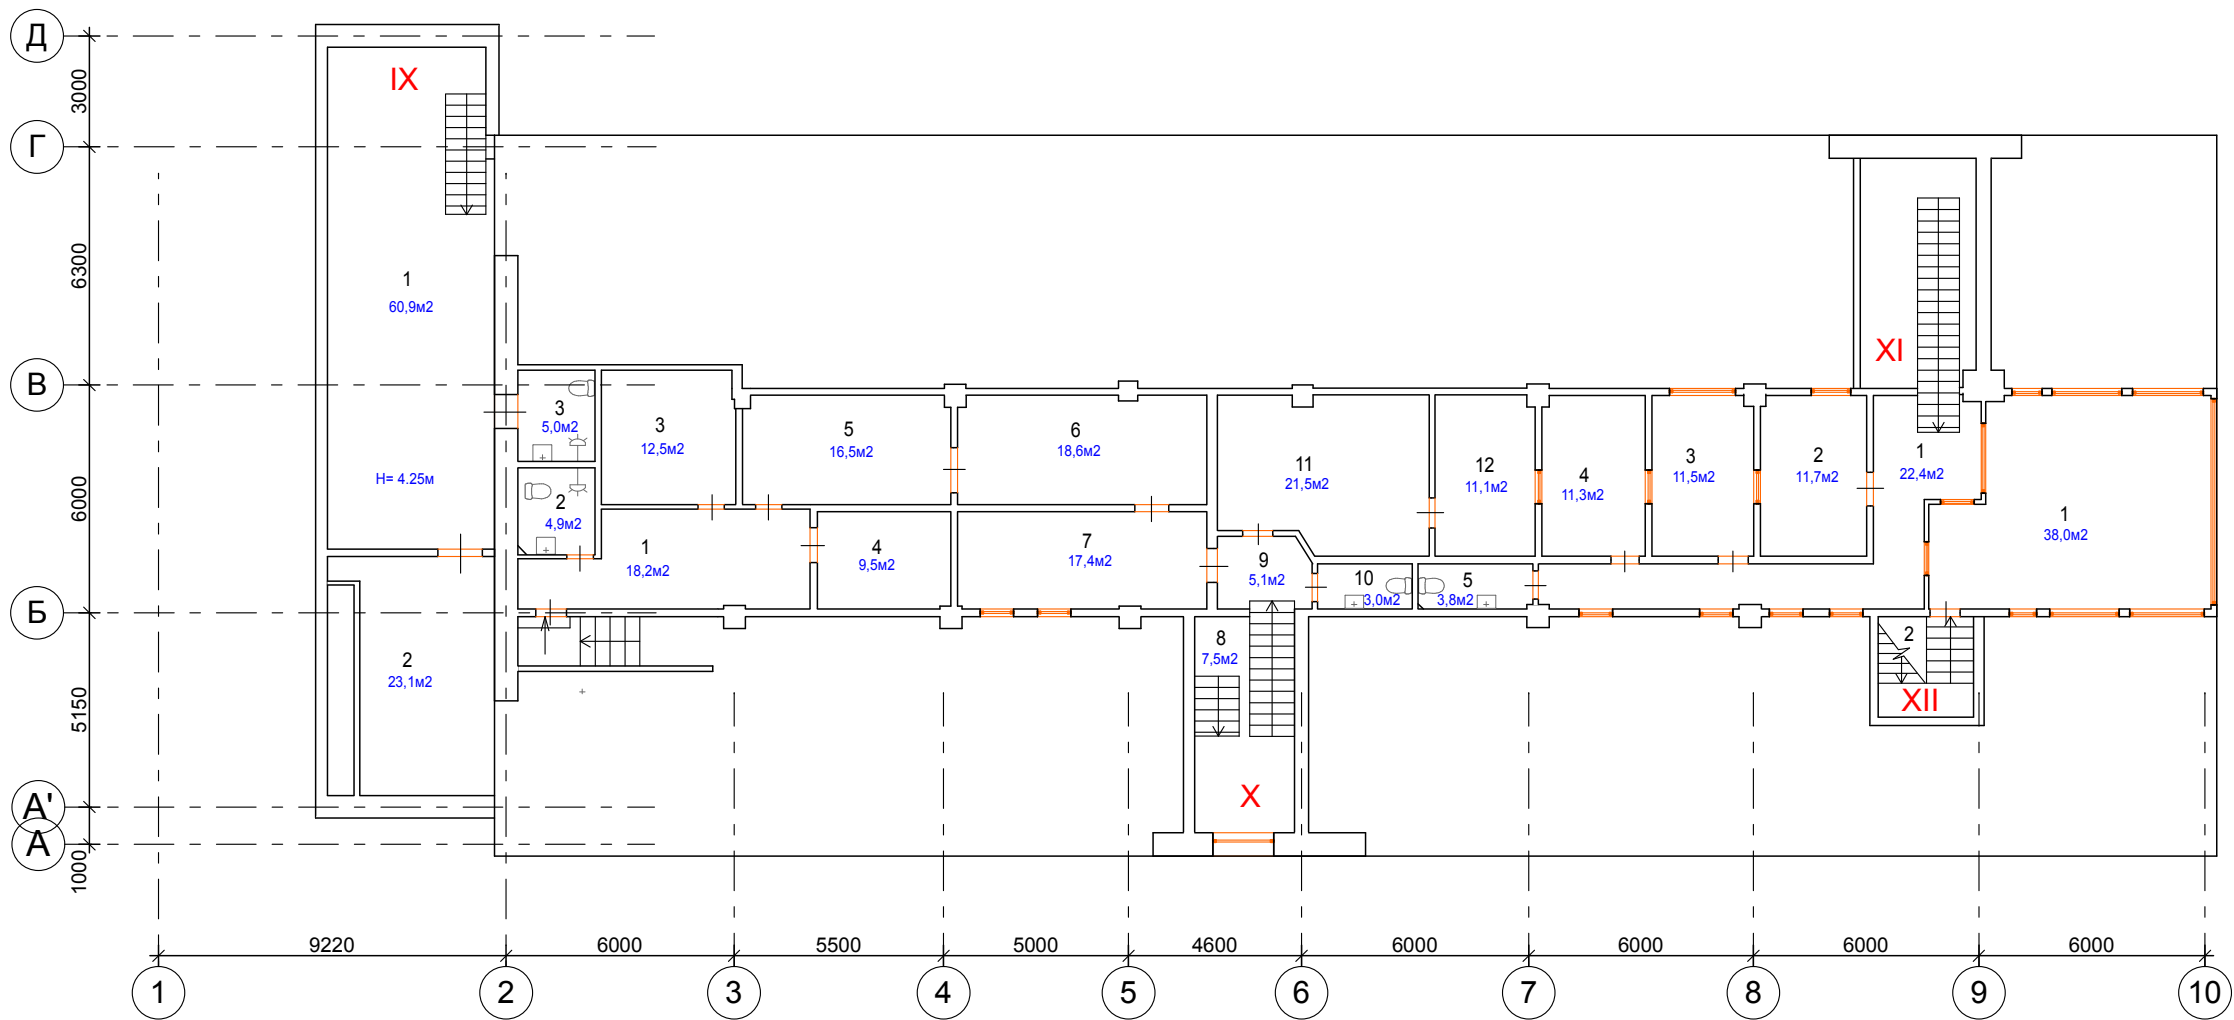 Д
3000
IX
Г
6300
1
60,9м2
XI
В
3
5,0м2
3
12,5м2
5
16,5м2
6
18,6м2
11
21,5м2
12
11,1м2
4
11,3м2
3
11,5м2
2
11,7м2
1
22,4м2
H= 4.25м
6000
2
4,9м2
1
18,2м2
4
9,5м2
7
17,4м2
9
5,1м2
10
3,0м2
5
3,8м2
1
38,0м2
Б
5150
2
23,1м2
8
7,5м2
2
XII
X
А'
А
1000
9220
6000
5500
5000
4600
6000
6000
6000
6000
1
2
3
4
5
6
7
8
9
10